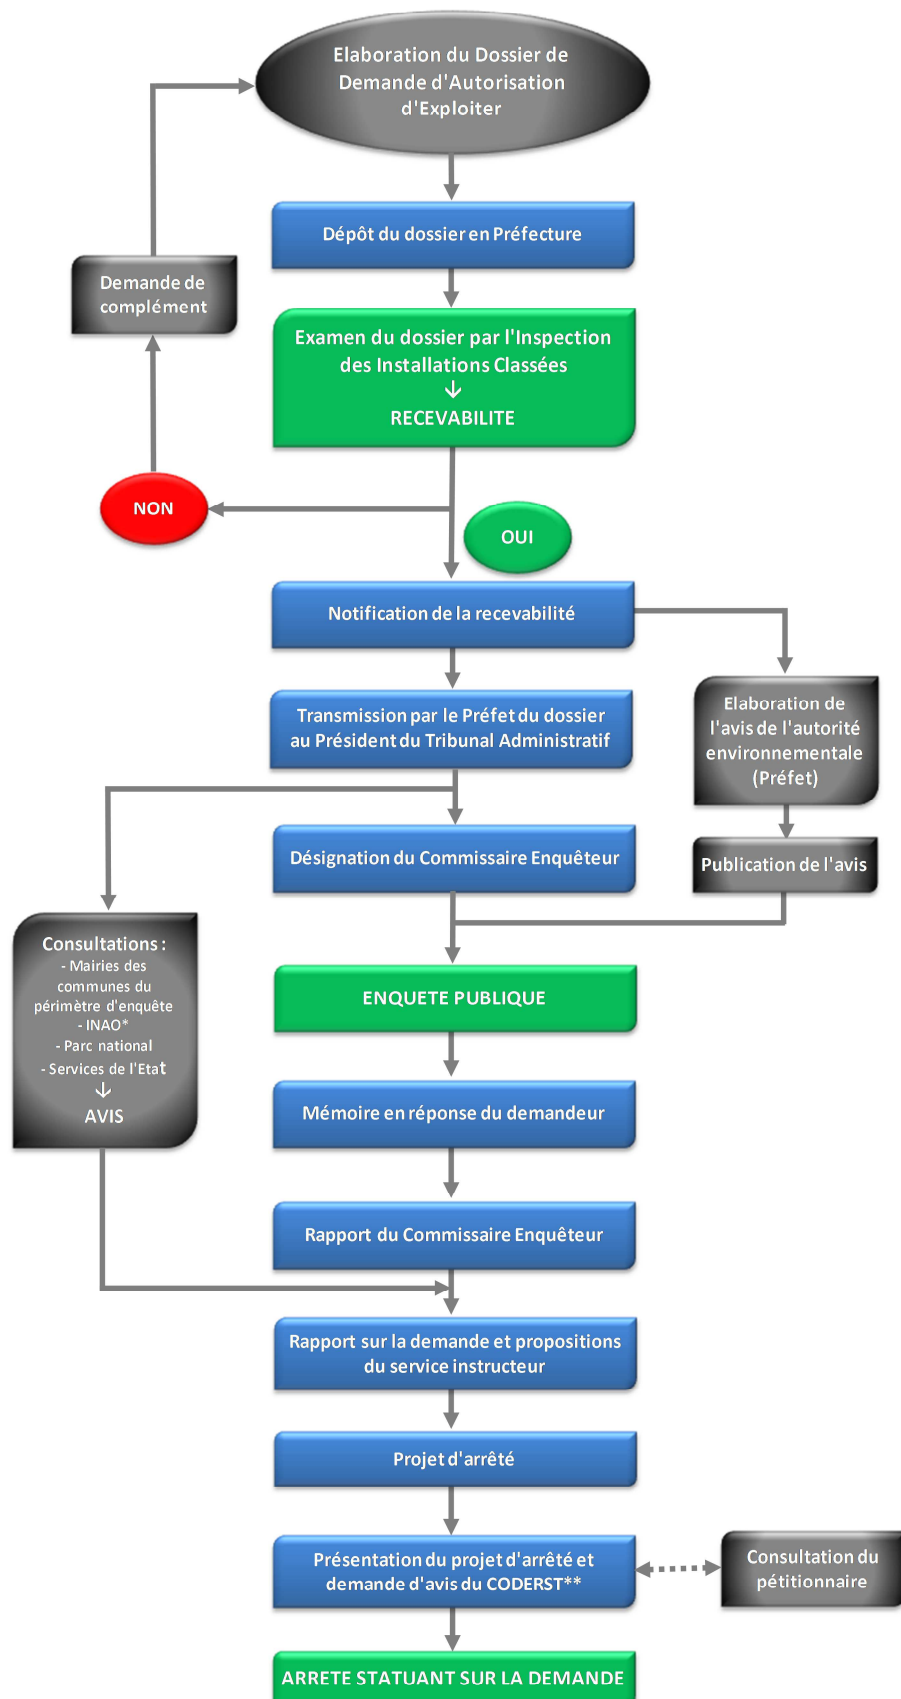 Elaboration du Dossier de
Demande d'Autorisation
d'Exploiter
Dépôt du dossier en Préfecture
Demande de
complément
Examen du dossier par l'Inspection
des Installations Classées
↓
RECEVABILITE
NON
OUI
Notification de la recevabilité
Transmission par le Préfet du dossier
au Président du Tribunal Administratif
Elaboration de
l'avis de l'autorité
environnementale
(Préfet)
Désignation du Commissaire Enquêteur
Publication de l'avis
Consultations :
- Mairies des
communes du
périmètre d'enquête
- INAO*
- Parc national
- Services de l'Etat
↓
AVIS
ENQUETE PUBLIQUE
Mémoire en réponse du demandeur
Rapport du Commissaire Enquêteur
Rapport sur la demande et propositions
du service instructeur
Projet d'arrêté
Présentation du projet d'arrêté et
demande d'avis du CODERST**
Consultation du
pétitionnaire
ARRETE STATUANT SUR LA DEMANDE